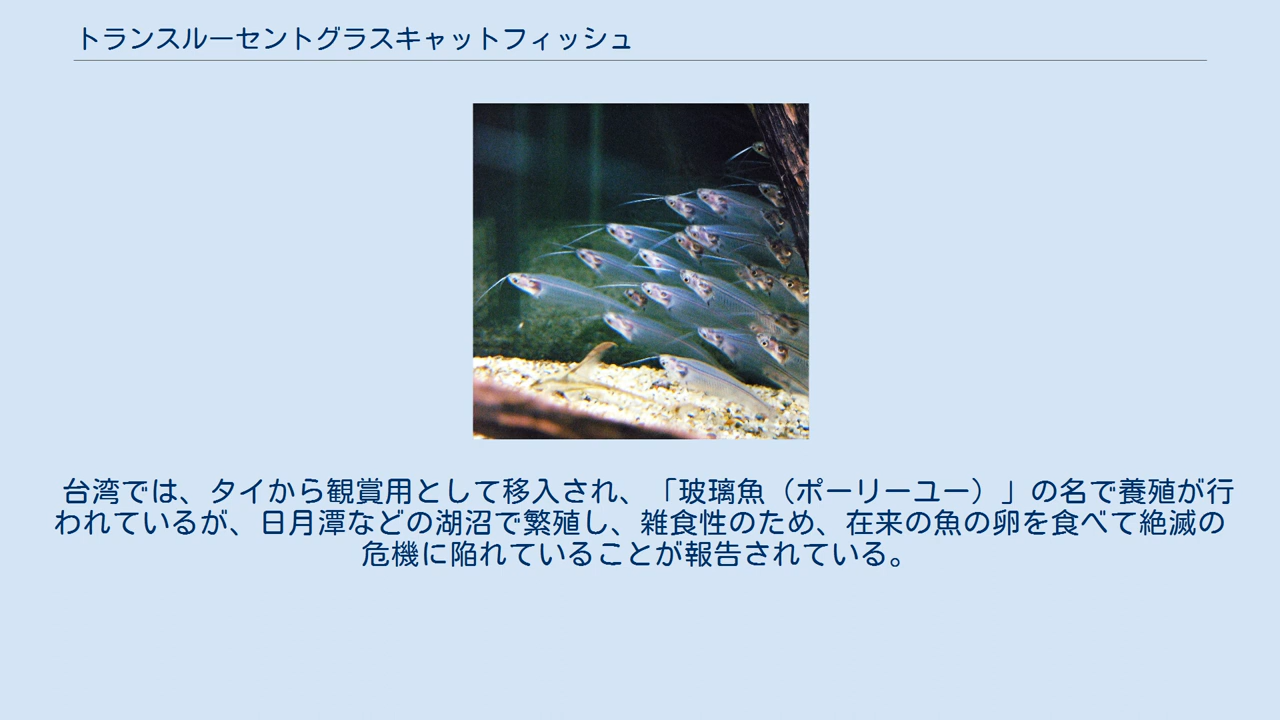 トランスルーセントグラスキャットフィッシュ
台湾では、タイから観賞用として移入され、「玻璃魚（ポーリーユー）」の名で養殖が行
われているが、日月潭などの湖沼で繁殖し、雑食性のため、在来の魚の卵を食べて絶滅の
危機に陥れていることが報告されている。